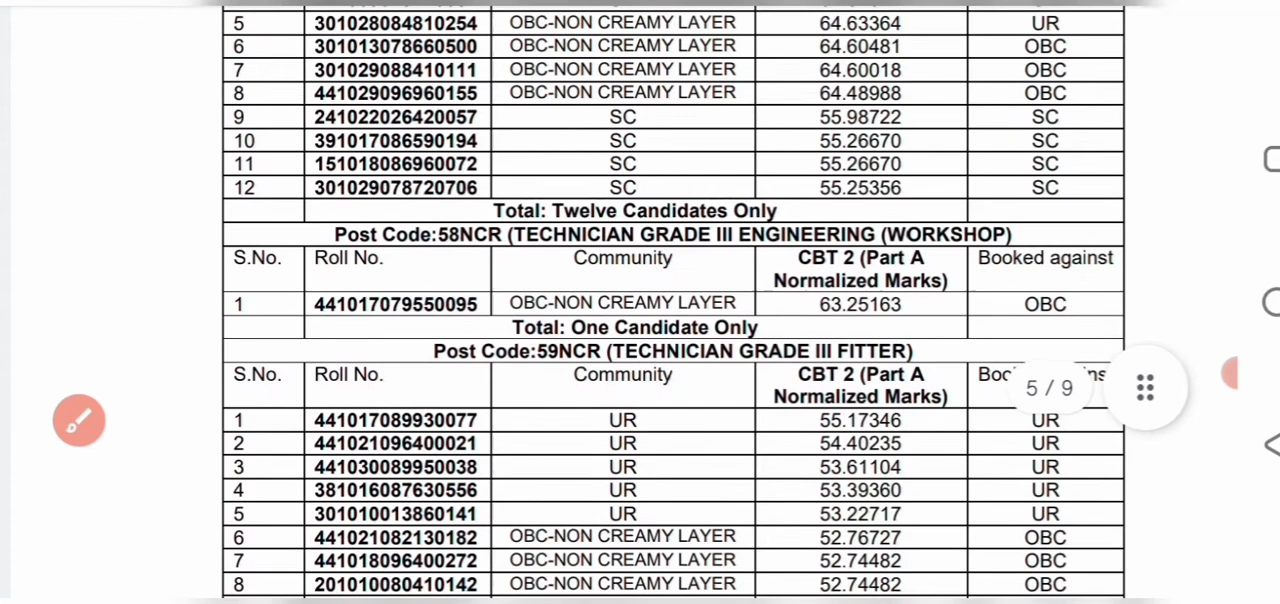 5 301028084810254 OBC-NON CREAMY LAYER 64.63364 UR
6 301013078660500 OBC-NON CREAMY LAYER 64.60481 OBC
7 301029088410111 OBC-NON CREAMY LAYER 64.60018 OBC
8 441029096960155 OBC-NON CREAMY LAYER 64.48988 OBC
9 241022026420057 SC 55.98722 SC
10 391017086590194 SC 55.26670 SC
11 151018086960072 SC 55.26670 SC
12 301029078720706 SC 55.25356 SC
Total: Twelve Candidates Only
Post Code:58NCR (TECHNICIAN GRADE III ENGINEERING (WORKSHOP)
S.No. Roll No. Community CBT 2 (Part A Booked against
Normalized Marks)
1 441017079550095 OBC-NON CREAMY LAYER 63.25163 OBC
Total: One Candidate Only
Post Code:59NCR (TECHNICIAN GRADE III FITTER)
S.No. Roll No. Community CBT 2 (Part A
Normalized Marks)
5 / 9
1 441017089930077 UR 55.17346 UR
2 441021096400021 UR 54.40235 UR
3 441030089950038 UR 53.61104 UR
4 381016087630556 UR 53.39360 UR
5 301010013860141 UR 53.22717 UR
6 441021082130182 OBC-NON CREAMY LAYER 52.76727 OBC
7 441018096400272 OBC-NON CREAMY LAYER 52.74482 OBC
8 201010080410142 OBC-NON CREAMY LAYER 52.74482 OBC